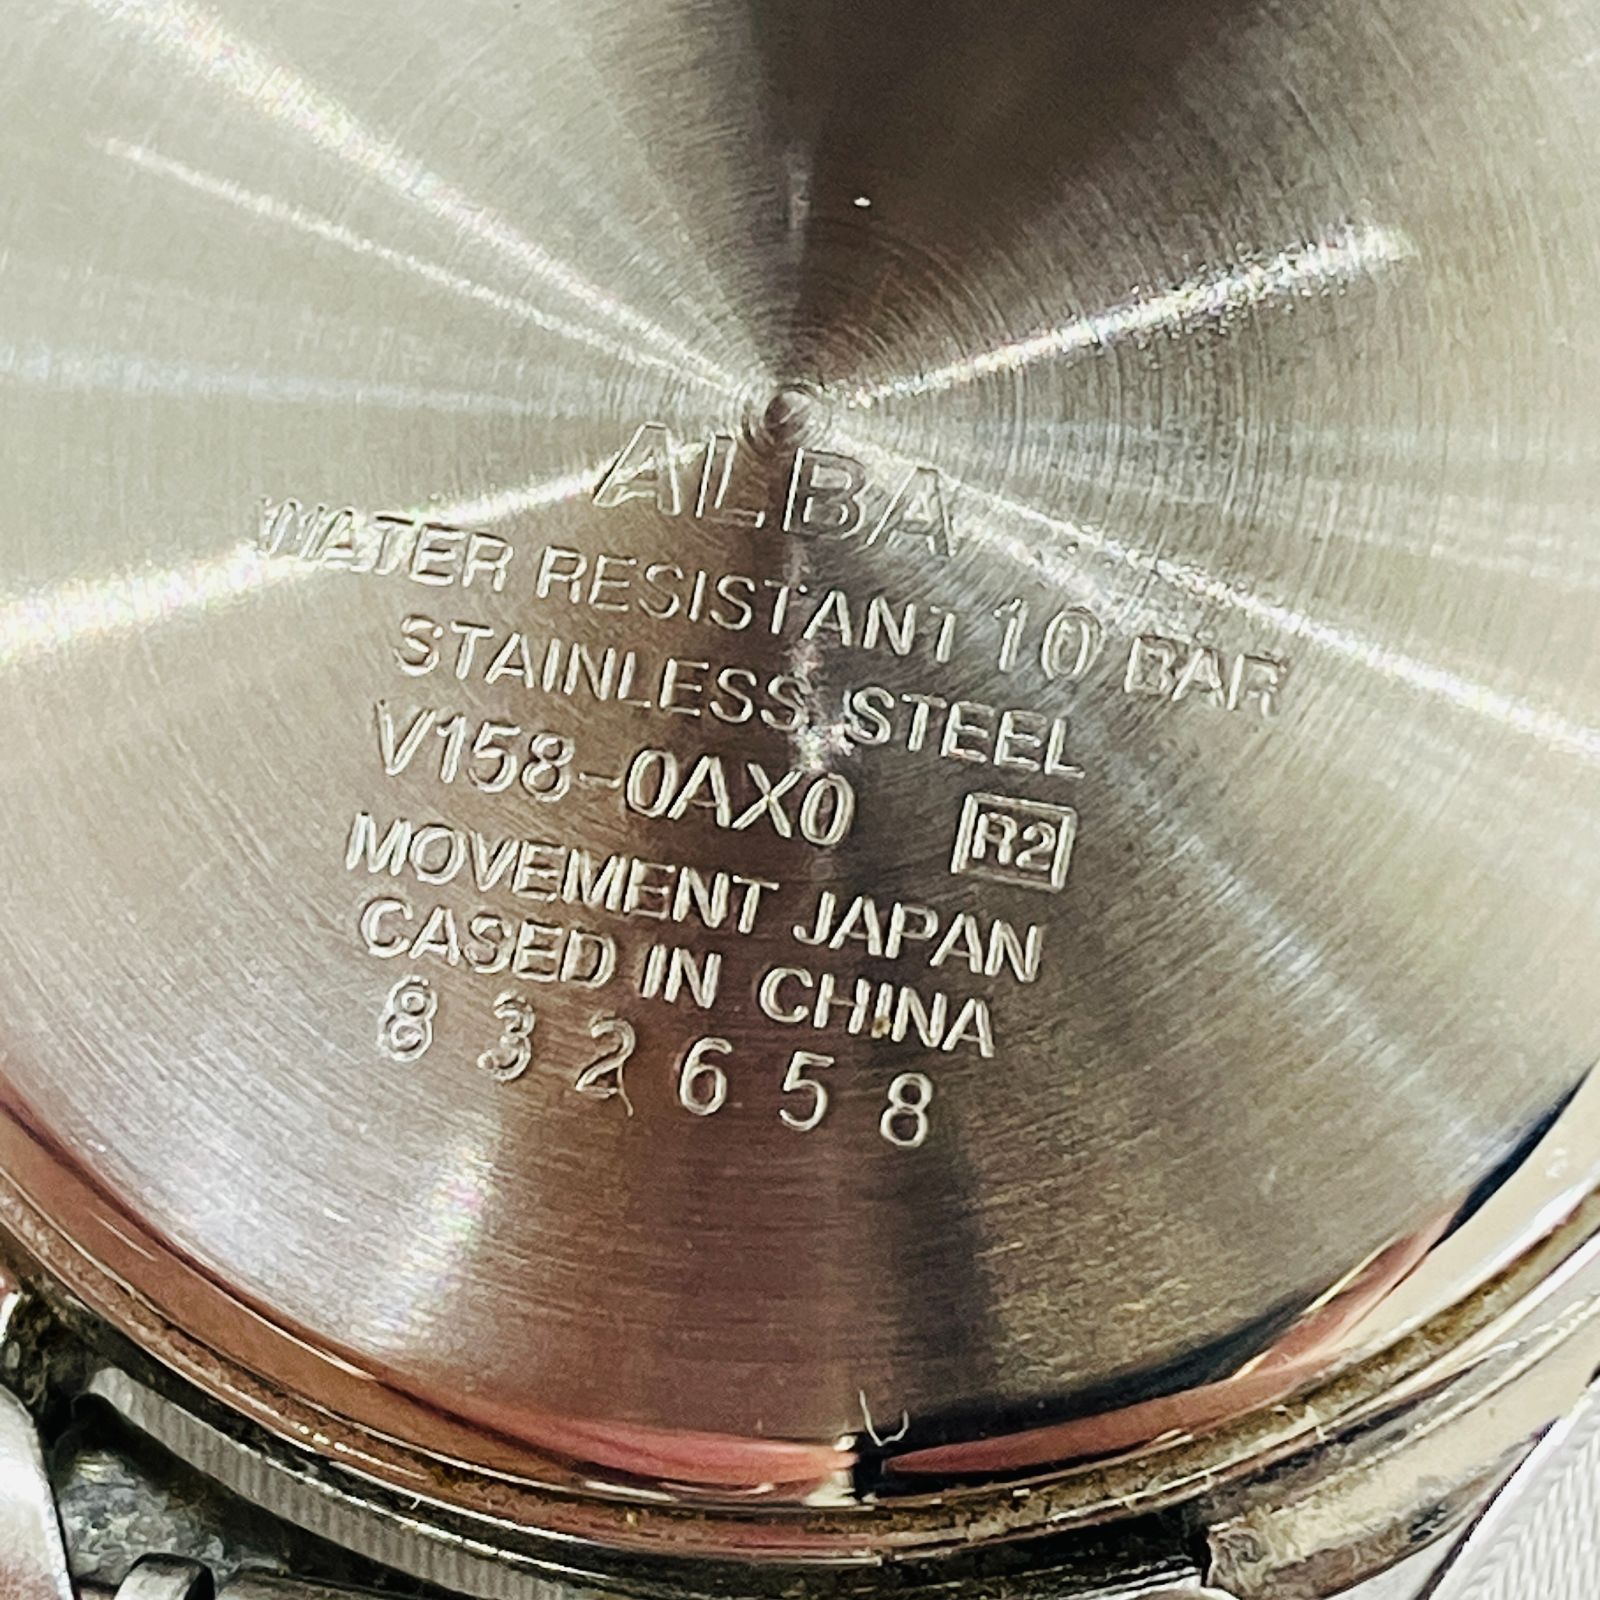 ALBA
WATER RESISTANT 10 BAR
STAINLESS STEEL
V158-0AX0 R2
MOVEMENT JAPAN
CASED IN CHINA
832658